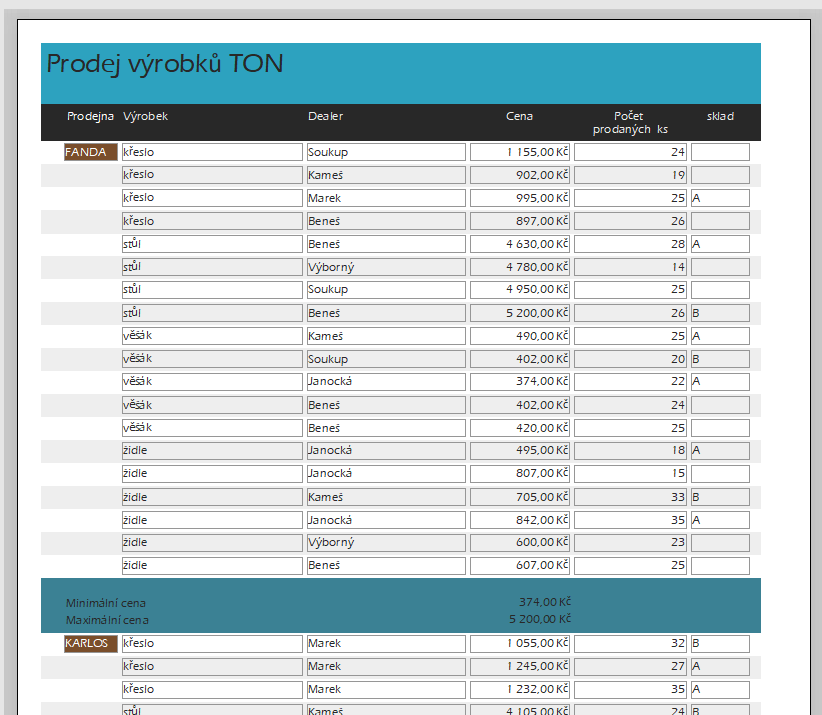 Prodej výrobků TON
Prodejna Výrobek Dealer Cena Počet prodaných ks sklad
FANDA křeslo Soukup 1 155,00 Kč 24
křeslo Kameš 902,00 Kč 19
křeslo Marek 995,00 Kč 25 A
křeslo Beneš 897,00 Kč 26
stůl Beneš 4 630,00 Kč 28 A
stůl Výborný 4 780,00 Kč 14
stůl Soukup 4 950,00 Kč 25
stůl Beneš 5 200,00 Kč 26 B
věšák Kameš 490,00 Kč 25 A
věšák Soukup 402,00 Kč 20 B
věšák Janocká 374,00 Kč 22 A
věšák Beneš 402,00 Kč 24
věšák Beneš 420,00 Kč 25
židle Janocká 495,00 Kč 18 A
židle Janocká 807,00 Kč 15
židle Kameš 705,00 Kč 33 B
židle Janocká 842,00 Kč 35 A
židle Výborný 600,00 Kč 23
židle Beneš 607,00 Kč 25
Minimální cena 374,00 Kč
Maximální cena 5 200,00 Kč
KARLOS křeslo Marek 1 055,00 Kč 32 B
křeslo Marek 1 245,00 Kč 27 A
křeslo Marek 1 232,00 Kč 35 A
stůl Kameš 4 105,00 Kč 24 B